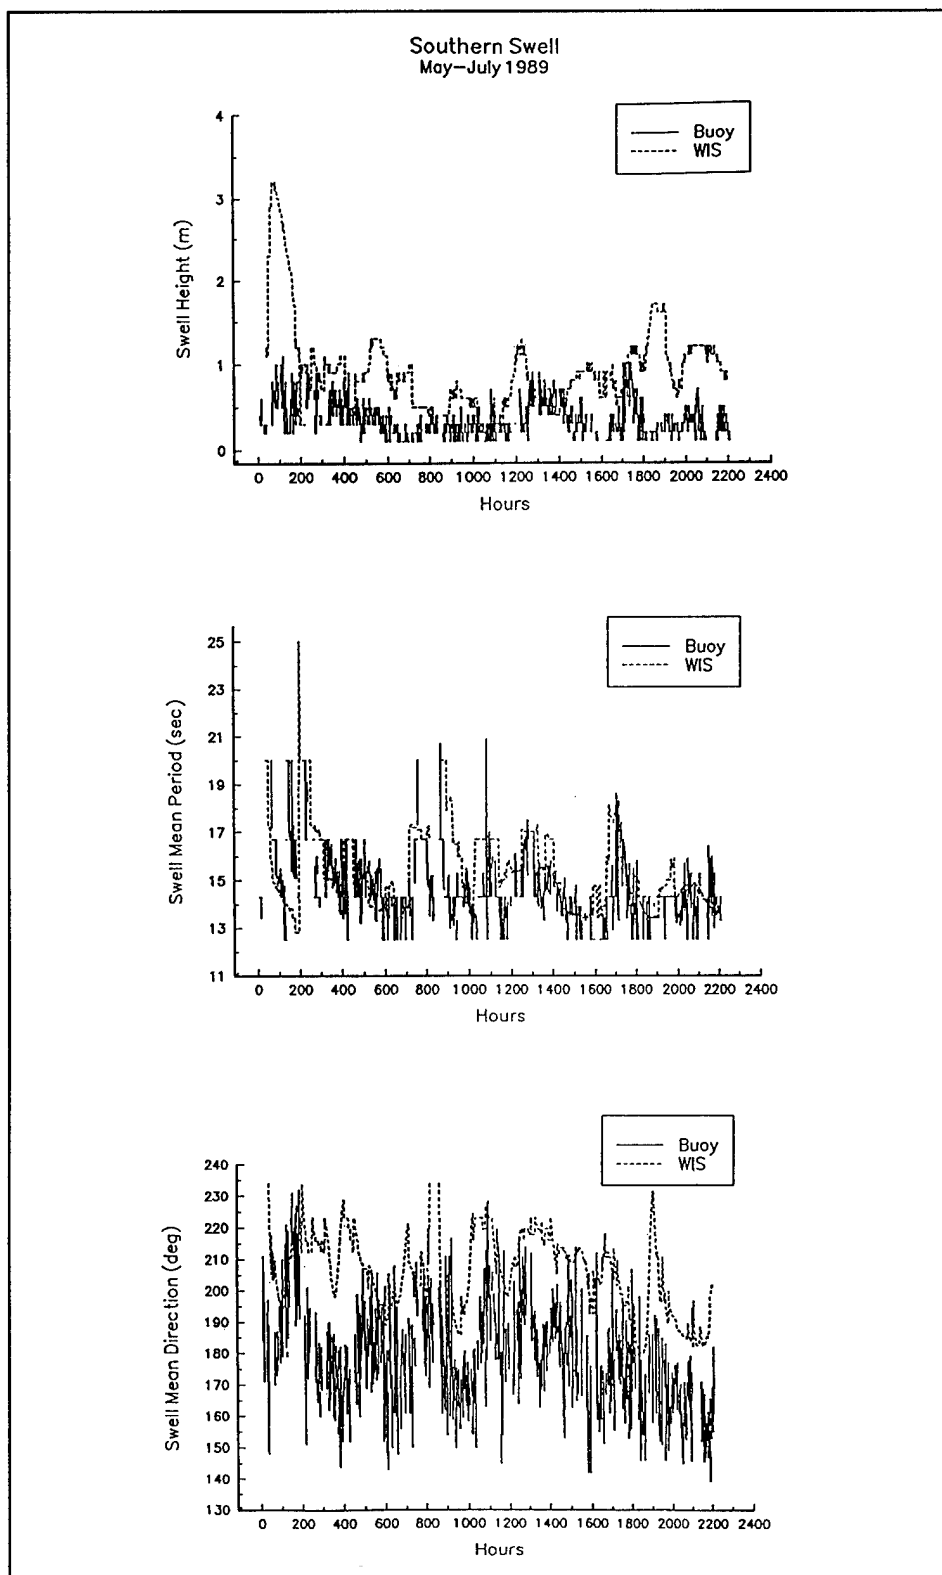 Southern Swell
May–July 1989
Buoy
WIS
Swell Height (m)
4
3
2
1
0
0 200 400 600 800 1000 1200 1400 1600 1800 2000 2200 2400
Hours
Buoy
WIS
Swell Mean Period (sec)
25
23
21
19
17
15
13
11
0 200 400 600 800 1000 1200 1400 1600 1800 2000 2200 2400
Hours
Buoy
WIS
Swell Mean Direction (deg)
240
230
220
210
200
190
180
170
160
150
140
130
0 200 400 600 800 1000 1200 1400 1600 1800 2000 2200 2400
Hours